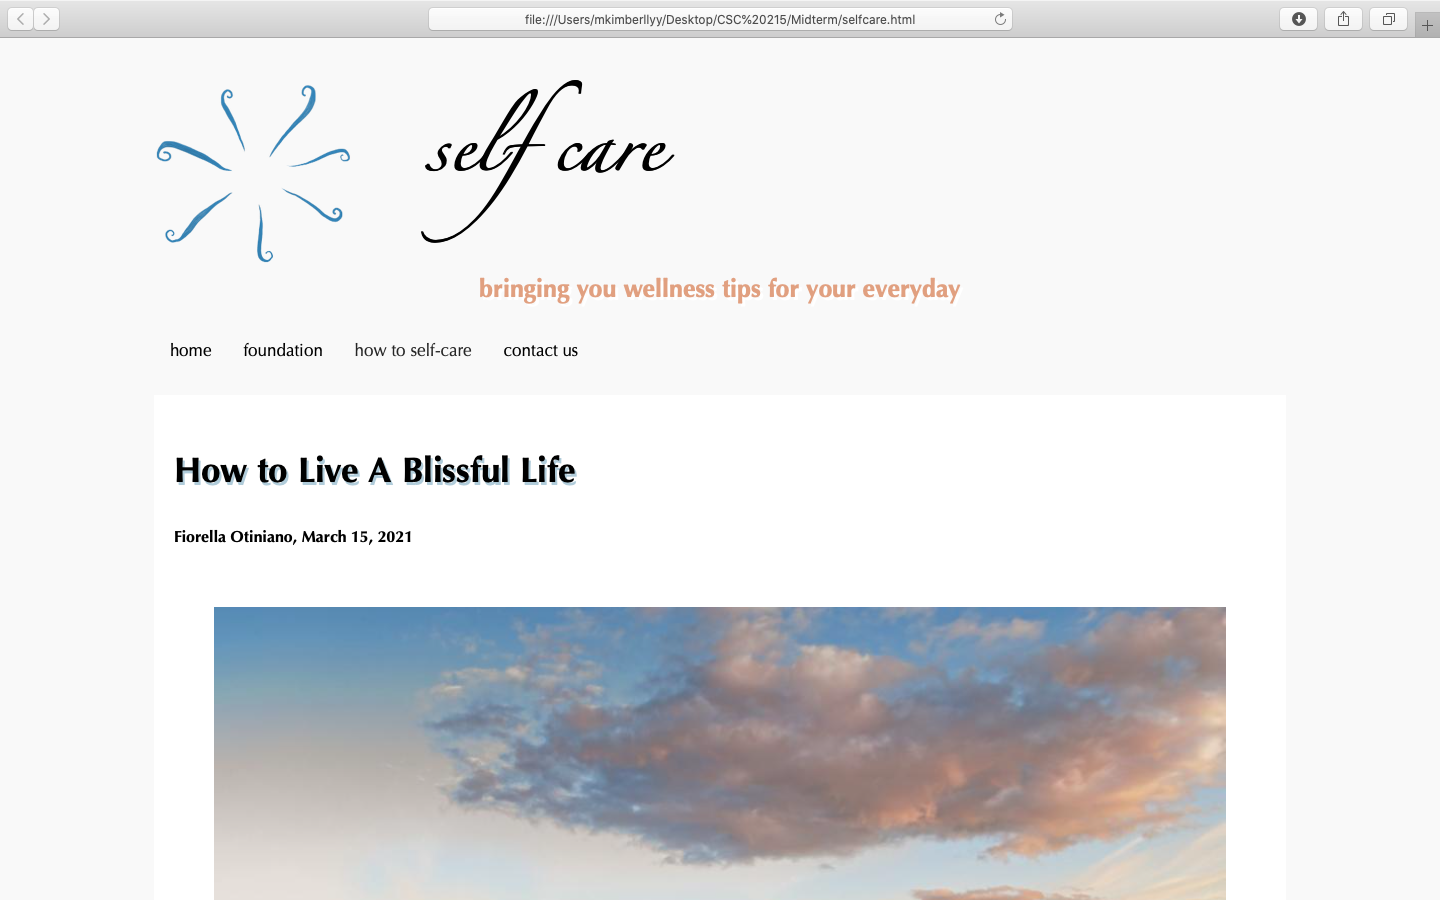 file:///Users/mkimberllyy/Desktop/CSC%20215/Midterm/selfcare.html
self care
bringing you wellness tips for your everyday
home foundation how to self-care contact us
How to Live A Blissful Life
Fiorella Otiniano, March 15, 2021